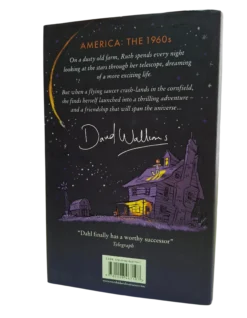 AMERICA: THE 1960s
On a dusty old farm, Ruth spends every night
looking at the stars through her telescope, dreaming
of a more exciting life.
But when a flying saucer crash-lands in the cornfield,
she finds herself launched into a thrilling adventure—
and a friendship that will span the universe...
David Walliams
"Dahl finally has a worthy successor"
Telegraph